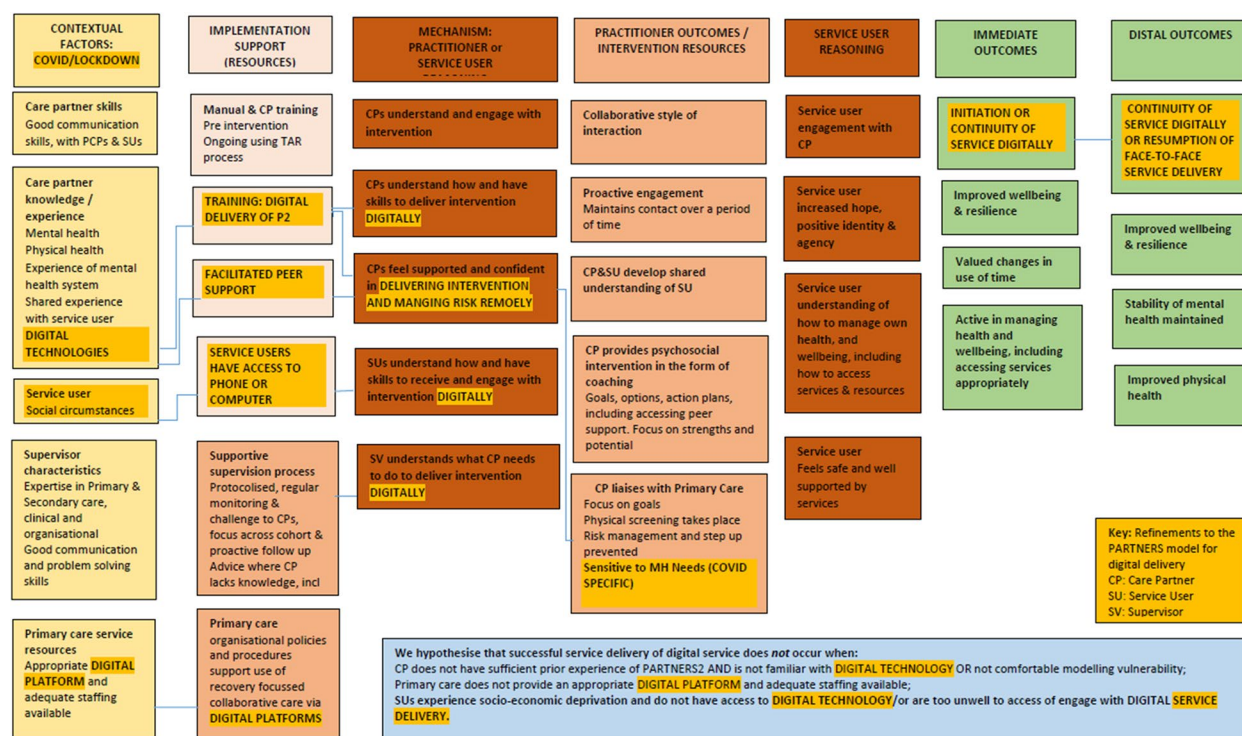 CONTEXTUAL
FACTORS:
COVID/LOCKDOWN
Care partner skills
Good communication
skills, with PCPs & SUs
Care partner
knowledge /
experience
Mental health
Physical health
Experience of mental
health system
Shared experience
with service user
DIGITAL
TECHNOLOGIES
Service user
Social circumstances
Supervisor
characteristics
Expertise in Primary &
Secondary care,
clinical and
organisational
Good communication
and problem solving
skills
Primary care service
resources
Appropriate DIGITAL
PLATFORM and
adequate staffing
available
IMPLEMENTATION
SUPPORT
(RESOURCES)
Manual & CP training
Pre intervention
Ongoing using TAR
process
TRAINING: DIGITAL
DELIVERY OF P2
FACILITATED PEER
SUPPORT
SERVICE USERS
HAVE ACCESS TO
PHONE OR
COMPUTER
Supportive
supervision process
Protocolised, regular
monitoring &
challenge to CPs,
focus across cohort &
proactive follow up
Advice where CP
lacks knowledge, incl
Primary care
organisational policies
and procedures
support use of
recovery focussed
collaborative care via
DIGITAL PLATFORMS
MECHANISM:
PRACTITIONER or
SERVICE USER
CPs understand and engage with
intervention
CPs understand how and have
skills to deliver intervention
DIGITALLY
CPs feel supported and confident
in DELIVERING INTERVENTION
AND MANGING RISK REMOELY
SUs understand how and have
skills to receive and engage with
intervention DIGITALLY
SV understands what CP needs
to do to deliver intervention
DIGITALLY
PRACTITIONER OUTCOMES /
INTERVENTION RESOURCES
Collaborative style of
interaction
Proactive engagement
Maintains contact over a period
of time
CP&SU develop shared
understanding of SU
CP provides psychosocial
intervention in the form of
coaching
Goals, options, action plans,
including accessing peer
support. Focus on strengths and
potential
CP liaises with Primary Care
Focus on goals
Physical screening takes place
Risk management and step up
prevented
Sensitive to MH Needs (COVID
SPECIFIC)
SERVICE USER
REASONING
Service user
engagement with
CP
Service user
increased hope,
positive identity &
agency
Service user
understanding of
how to manage own
health, and
wellbeing, including
how to access
services & resources
Service user
Feels safe and well
supported by
services
IMMEDIATE
OUTCOMES
INITIATION OR
CONTINUITY OF
SERVICE DIGITALLY
Improved wellbeing
& resilience
Valued changes in
use of time
Active in managing
health and
wellbeing, including
accessing services
appropriately
DISTAL OUTCOMES
CONTINUITY OF
SERVICE DIGITALLY
OR RESUMPTION OF
FACE-TO-FACE
SERVICE DELIVERY
Improved wellbeing
& resilience
Stability of mental
health maintained
Improved physical
health
Key: Refinements to the
PARTNERS model for
digital delivery
CP: Care Partner
SU: Service User
SV: Supervisor
We hypothesise that successful service delivery of digital service does not occur when:
CP does not have sufficient prior experience of PARTNERS2 AND is not familiar with DIGITAL TECHNOLOGY OR not comfortable modelling vulnerability;
Primary care does not provide an appropriate DIGITAL PLATFORM and adequate staffing available;
SUs experience socio-economic deprivation and do not have access to DIGITAL TECHNOLOGY/or are too unwell to access of engage with DIGITAL SERVICE
DELIVERY.